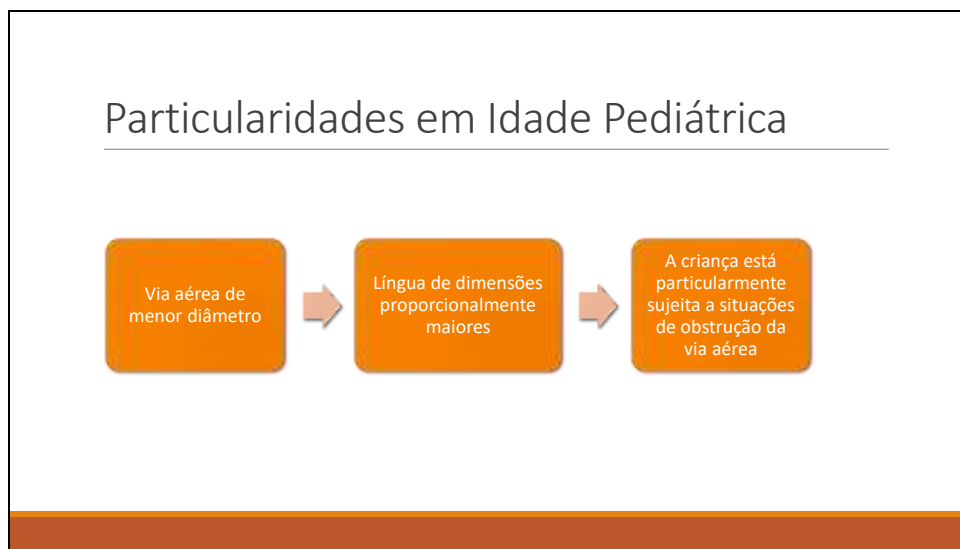 Particularidades em Idade Pediátrica
Via aérea de
menor diâmetro
Língua de dimensões
proporcionalmente
maiores
A criança está
particularmente
sujeita a situações
de obstrução da
via aérea